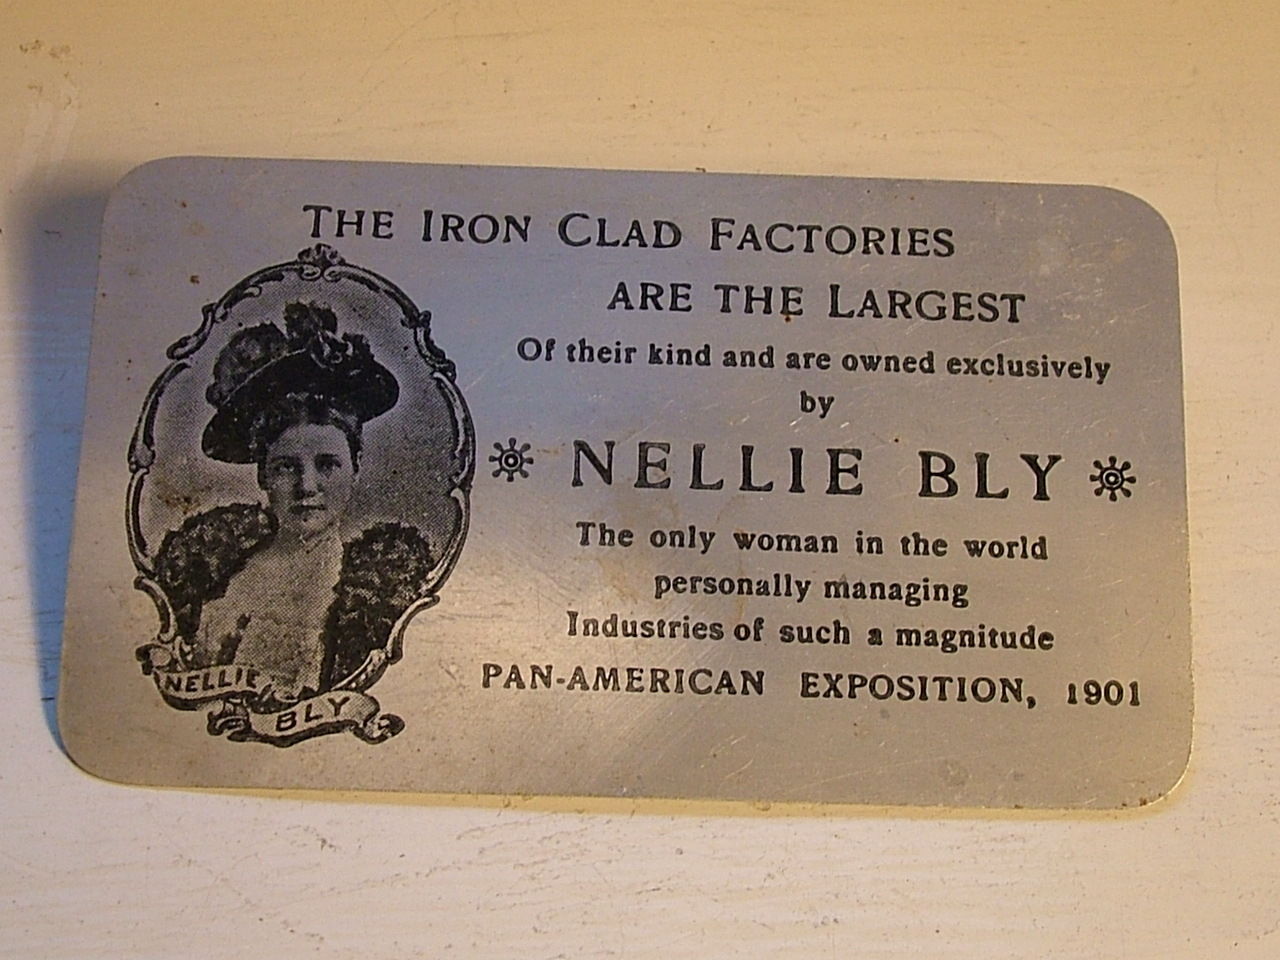 THE IRON CLAD FACTORIES
ARE THE LARGEST
Of their kind and are owned exclusively
by
NELLIE BLY
The only woman in the world
personally managing
Industries of such a magnitude
PAN-AMERICAN EXPOSITION, 1901
NELLIE
BLY